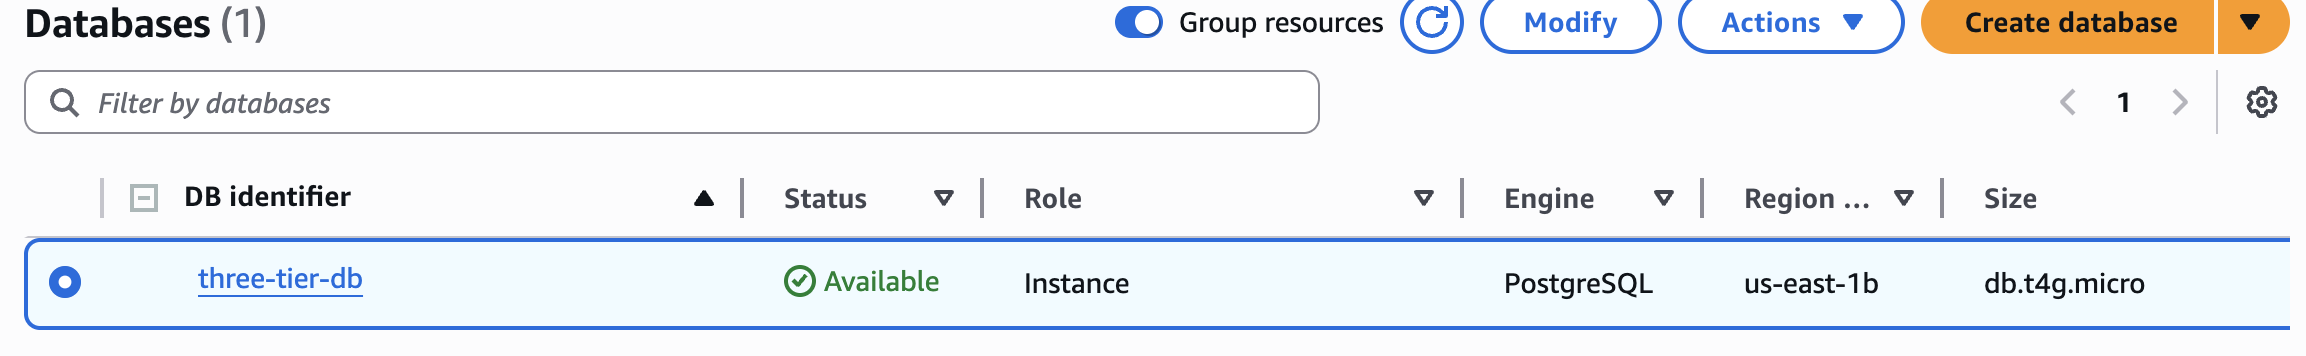 Databases (1) Group resources Modify Actions Create database
Filter by databases 1
DB identifier Status Role Engine Region ... Size
three-tier-db Available Instance PostgreSQL us-east-1b db.t4g.micro